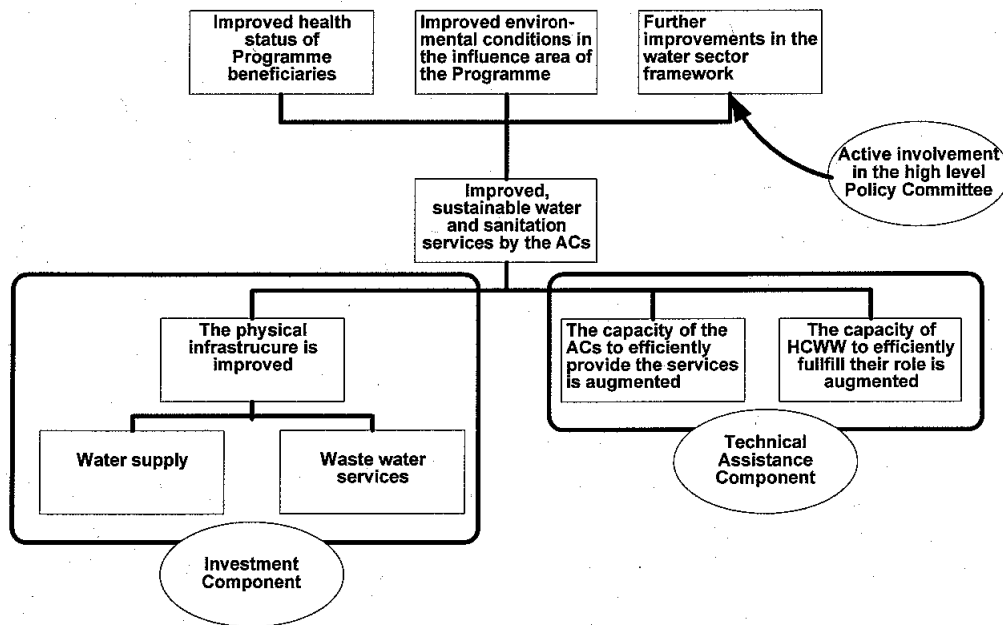 Improved health
status of
Programme
beneficiaries
Improved environ-
mental conditions in
the influence area of
the Programme
Further
improvements in the
water sector
framework
Active involvement
in the high level
Policy Committee
Improved,
sustainable water
and sanitation
services by the ACs
The physical
infrastrucure is
improved
The capacity of the
ACs to efficiently
provide the services
is augmented
The capacity of
HCWW to efficiently
fullfill their role is
augmented
Water supply
Waste water
services
Technical
Assistance
Component
Investment
Component